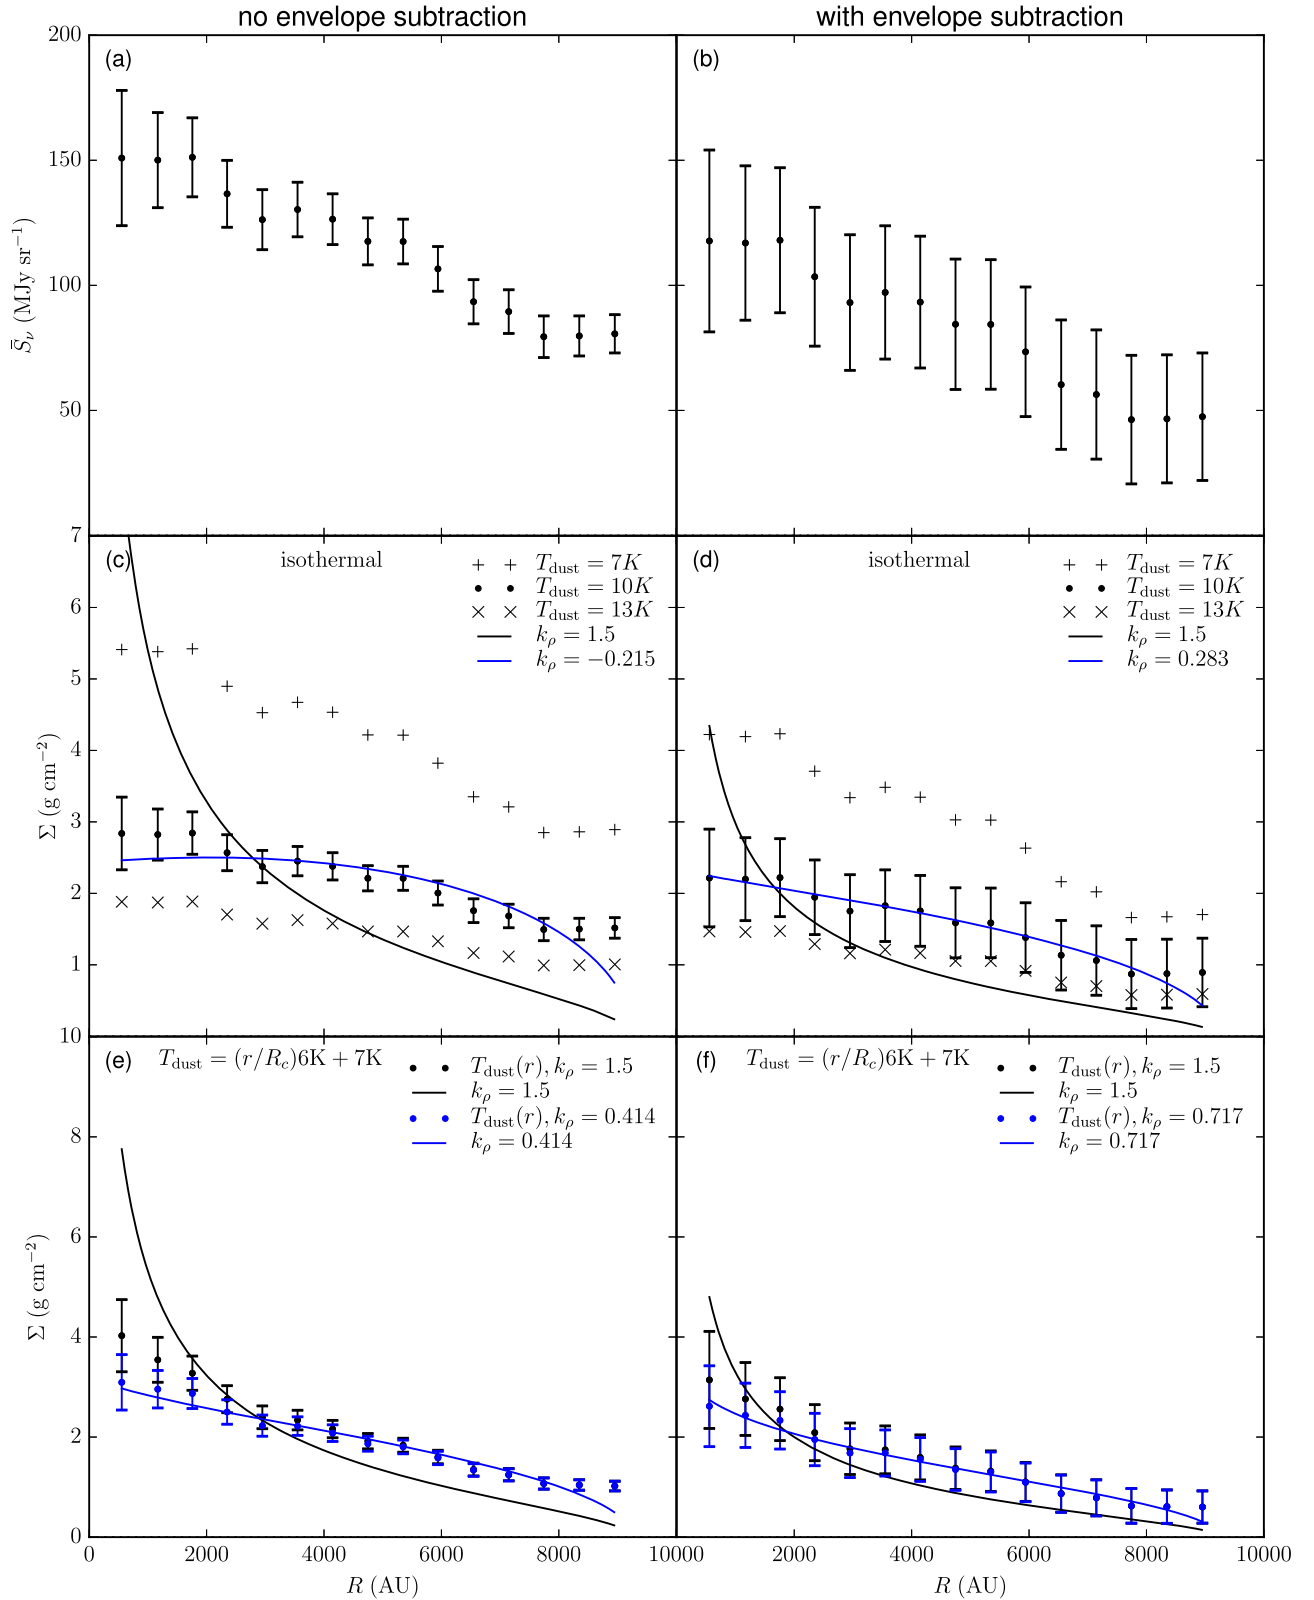 no envelope subtraction
with envelope subtraction
(a)
(b)
200
150
100
50
7
S̄ν (MJy sr−1)
(c)
isothermal
+ + Tdust = 7K
Tdust = 10K
× × Tdust = 13K
kρ = 1.5
kρ = −0.215
(d)
isothermal
+ + Tdust = 7K
Tdust = 10K
× × Tdust = 13K
kρ = 1.5
kρ = 0.283
6
5
4
3
2
1
10
Σ (g cm−2)
(e)
Tdust = (r/Rc)6K + 7K
Tdust(r), kρ = 1.5
kρ = 1.5
Tdust(r), kρ = 0.414
kρ = 0.414
(f)
Tdust = (r/Rc)6K + 7K
Tdust(r), kρ = 1.5
kρ = 1.5
Tdust(r), kρ = 0.717
kρ = 0.717
8
6
4
2
0
Σ (g cm−2)
0 2000 4000 6000 8000 10000 2000 4000 6000 8000 10000
R (AU)
R (AU)